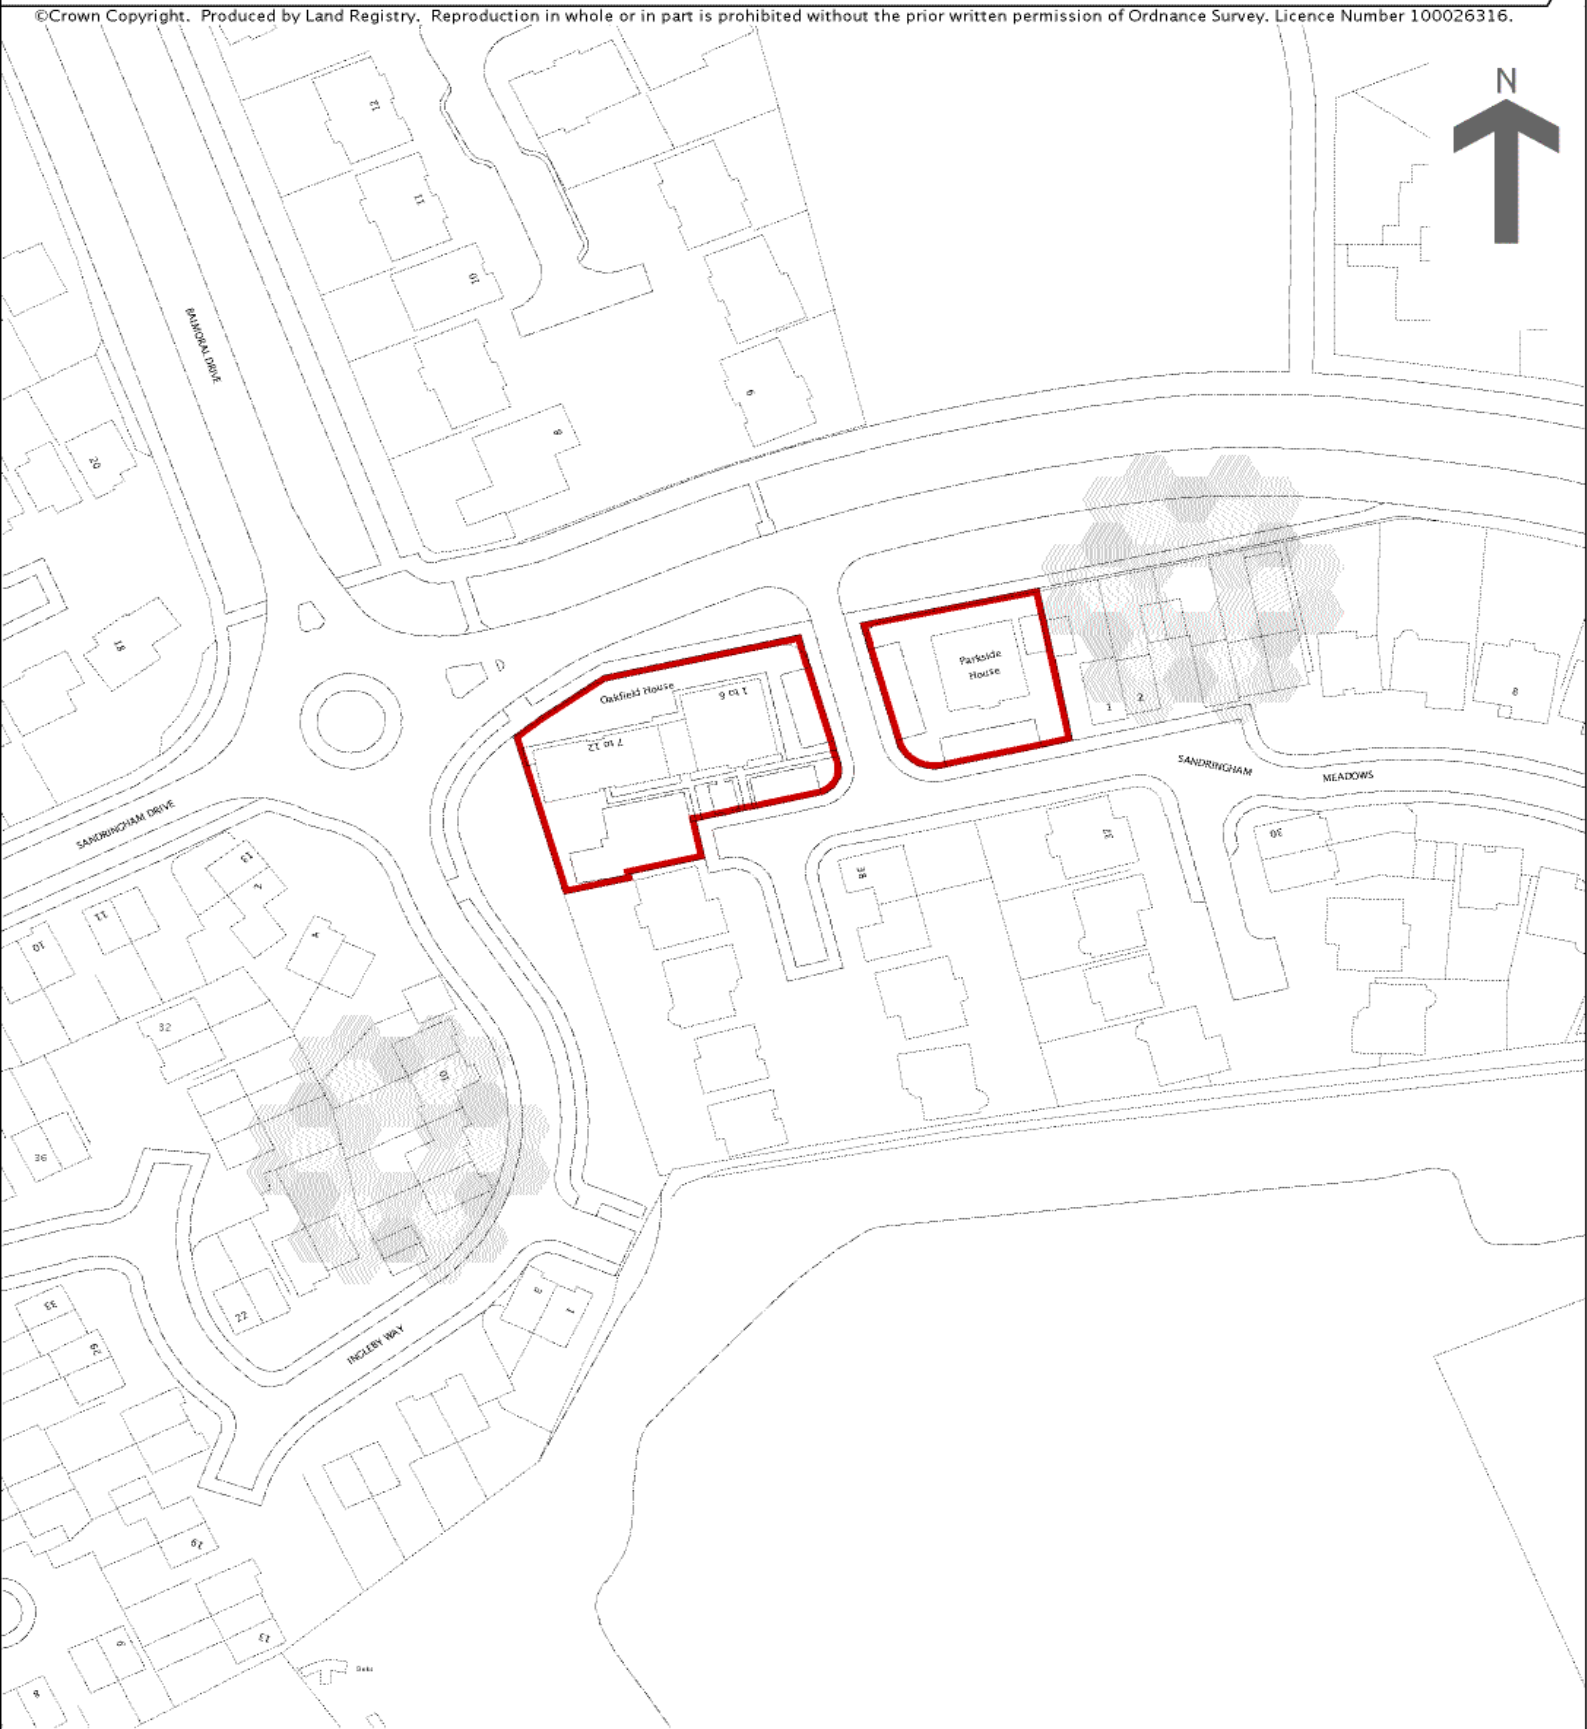 ©Crown Copyright. Produced by Land Registry. Reproduction in whole or in part is prohibited without the prior written permission of Ordnance Survey. Licence Number 100026316.
N
12
11
10
BALMORAL DRIVE
9
8
20
18
Oakfield House
1 to 6
7 to 12
Parkside
House
1
2
8
SANDRINGHAM
MEADOWS
SANDRINGHAM DRIVE
30
38
13
2
11
10
4
32
10
36
22
33
29
3
1
INGLEBY WAY
19
13
9
8